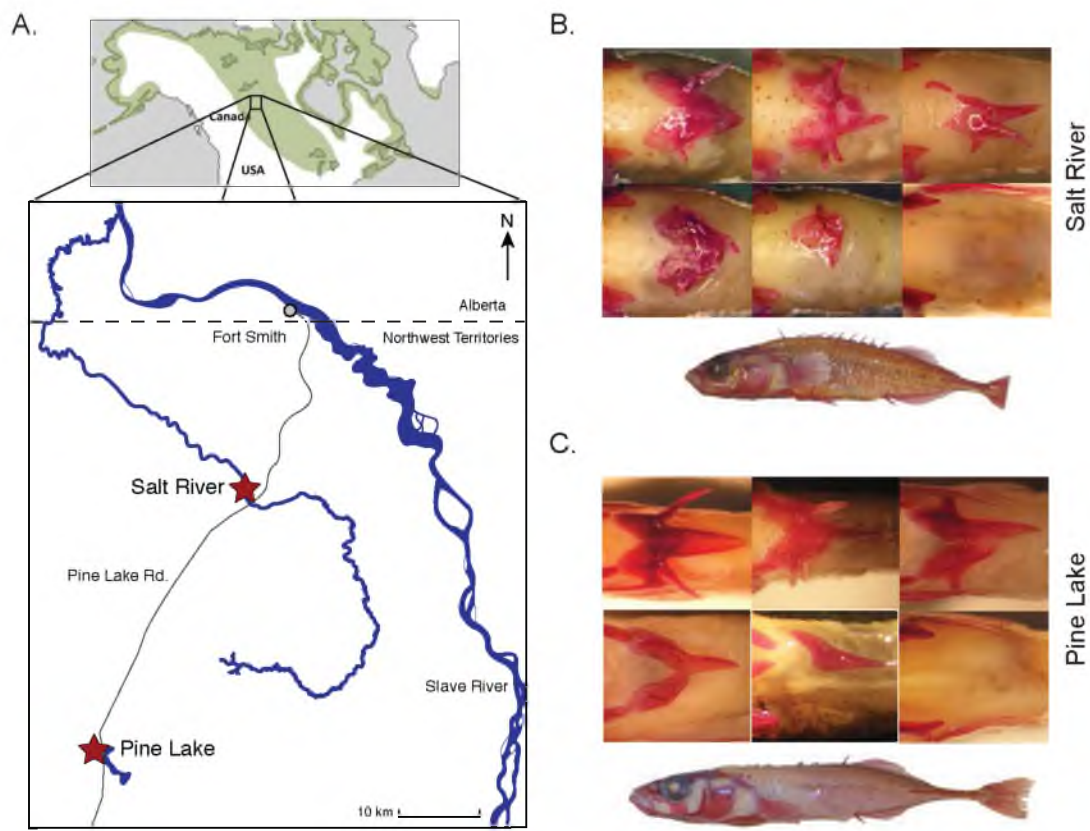 A.
Canada
USA
N
Alberta
Fort Smith
Northwest Territories
Salt River
Pine Lake Rd.
Slave River
Pine Lake
10 km
B.
Salt River
C.
Pine Lake